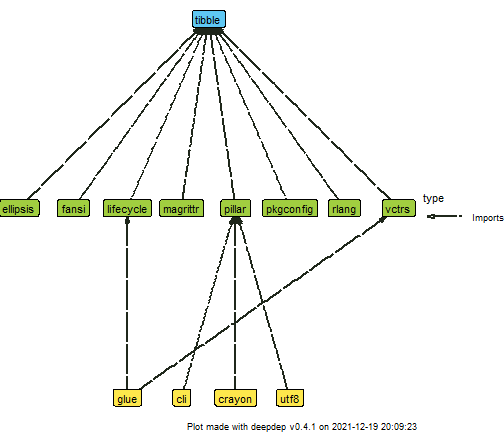 tibble
ellipsis fansi lifecycle magrittr pillar pkgconfig rlang vctrs
type
Imports
glue cli crayon utf8
Plot made with deepdep v0.4.1 on 2021-12-19 20:09:23